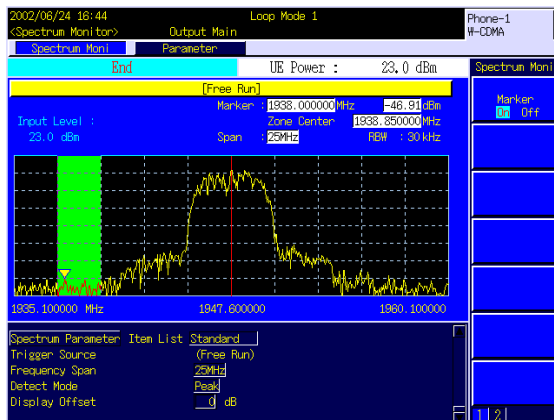 2002/06/24 16:44 Loop Mode 1 Phone-1
<Spectrum Monitor> Output Main W-CDMA
Spectrum Moni Parameter
End UE Power : 23.0 dBm Spectrum Moni
[Free Run]
Marker : 1938.000000 MHz -46.91 dBm
Marker
On Off
Input Level : Zone Center 1938.850000 MHz
23.0 dBm Span : 25MHz RBW : 30 kHz
1935.100000 MHz 1947.600000 1960.100000
Spectrum Parameter Item List Standard
Trigger Source (Free Run)
Frequency Span 25MHz
Detect Mode Peak
Display Offset 0 dB
1 2